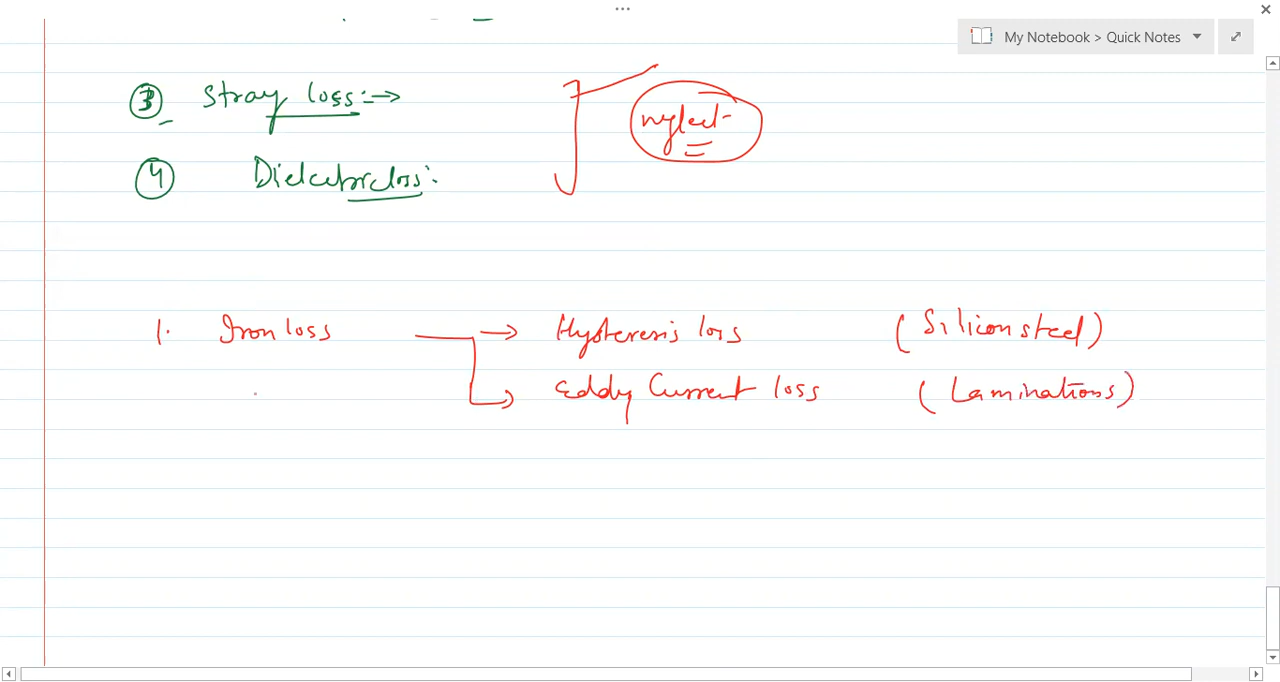 My Notebook > Quick Notes
③ Stray loss:→
neglect
④ Dielectric loss:
1. Iron loss → Hysteresis loss (Silicon steel)
→ Eddy Current loss (Laminations)